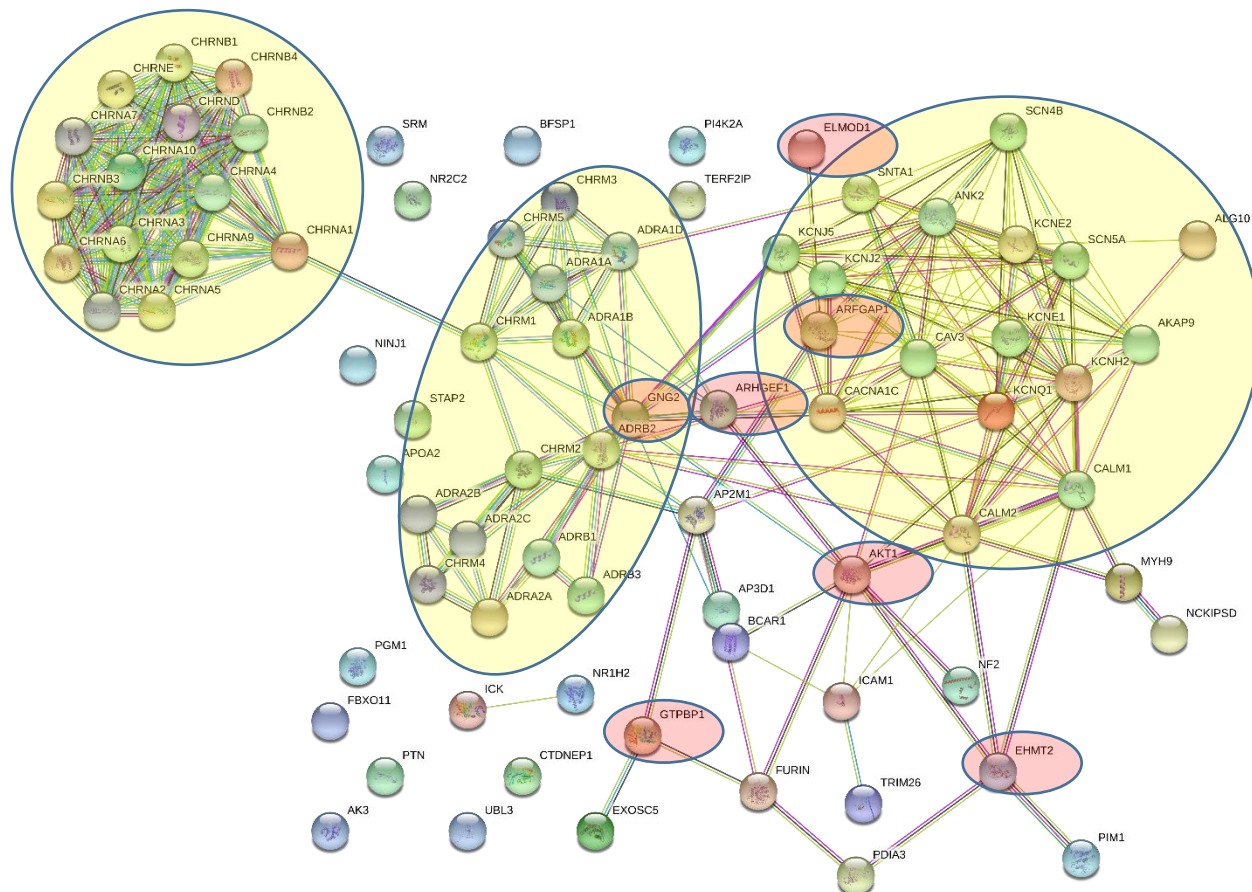 CHRNB1
CHRNB4
CHRNE
CHRND
CHRNB2
CHRNA7
CHRNA10
CHRNA4
CHRNB3
CHRNA3
CHRNA6
CHRNA9
CHRNA1
CHRNA2
CHRNA5
SRM
BFSP1
PI4K2A
NR2C2
TERF2IP
ELMOD1
SCN4B
SNTA1
ANK2
KCNE2
ALG10
SCN5A
KCNJ5
KCNJ2
CHRM3
CHRM5
ADRA1D
ADRA1A
CHRM1
ADRA1B
ARFGAP1
KCNE1
AKAP9
CAV3
KCNH2
NINJ1
STAP2
APOA2
GNG2
ARHGEF1
CACNA1C
KCNQ1
ADRB2
CHRM2
CALM1
ADRA2B
AP2M1
CALM2
ADRA2C
ADRB1
CHRM4
ADRB3
ADRA2A
AKT1
MYH9
AP3D1
BCAR1
NCKIPSD
PGM1
ICK
NR1H2
ICAM1
NF2
FBXO11
GTPBP1
EHMT2
PTN
CTDNEP1
FURIN
TRIM26
AK3
UBL3
EXOSC5
PIM1
PDIA3